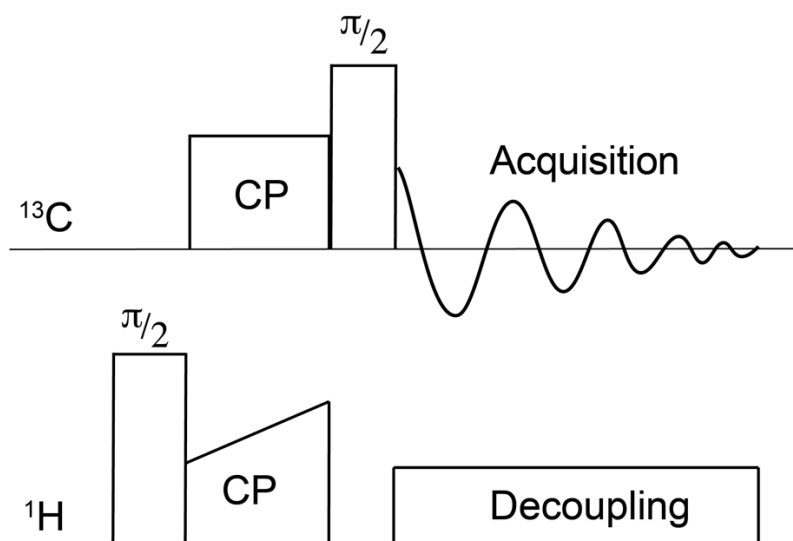 π/2
Acquisition
CP
¹³C
π/2
CP
Decoupling
¹H